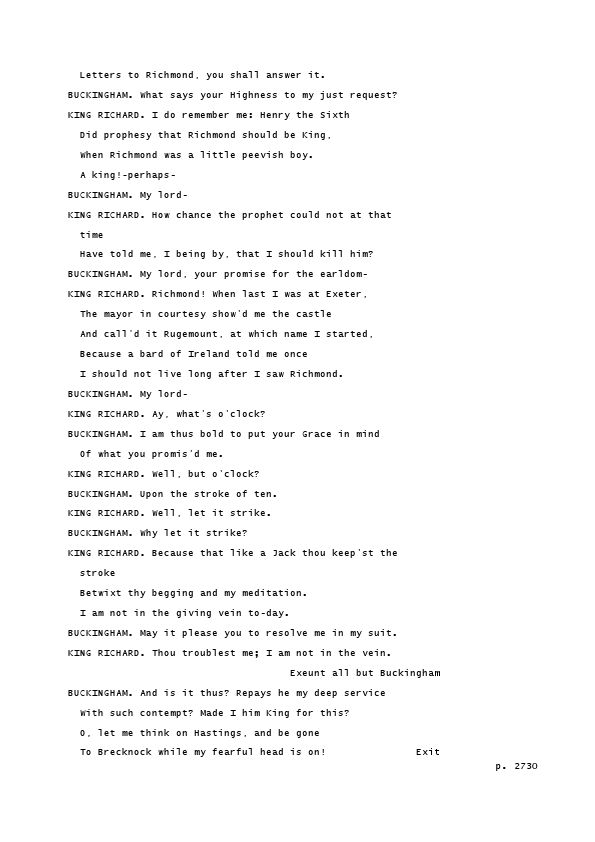 Letters to Richmond, you shall answer it.
BUCKINGHAM. What says your Highness to my just request?
KING RICHARD. I do remember me: Henry the Sixth
Did prophesy that Richmond should be King,
When Richmond was a little peevish boy.
A king!-perhaps-
BUCKINGHAM. My lord-
KING RICHARD. How chance the prophet could not at that
time
Have told me, I being by, that I should kill him?
BUCKINGHAM. My lord, your promise for the earldom-
KING RICHARD. Richmond! When last I was at Exeter,
The mayor in courtesy show'd me the castle
And call'd it Rugemount, at which name I started,
Because a bard of Ireland told me once
I should not live long after I saw Richmond.
BUCKINGHAM. My lord-
KING RICHARD. Ay, what's o'clock?
BUCKINGHAM. I am thus bold to put your Grace in mind
Of what you promis'd me.
KING RICHARD. Well, but o'clock?
BUCKINGHAM. Upon the stroke of ten.
KING RICHARD. Well, let it strike.
BUCKINGHAM. Why let it strike?
KING RICHARD. Because that like a Jack thou keep'st the
stroke
Betwixt thy begging and my meditation.
I am not in the giving vein to-day.
BUCKINGHAM. May it please you to resolve me in my suit.
KING RICHARD. Thou troublest me; I am not in the vein.
Exeunt all but Buckingham
BUCKINGHAM. And is it thus? Repays he my deep service
With such contempt? Made I him King for this?
O, let me think on Hastings, and be gone
To Brecknock while my fearful head is on! Exit
p. 2730